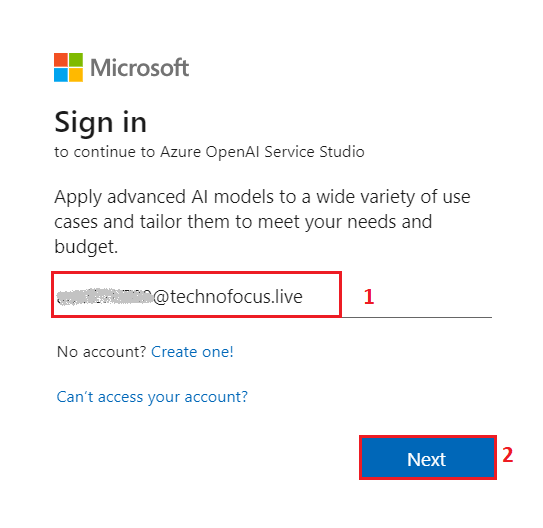 Microsoft
Sign in
to continue to Azure OpenAI Service Studio
Apply advanced AI models to a wide variety of use
cases and tailor them to meet your needs and
budget.
@technofocus.live 1
No account? Create one!
Can't access your account?
Next 2